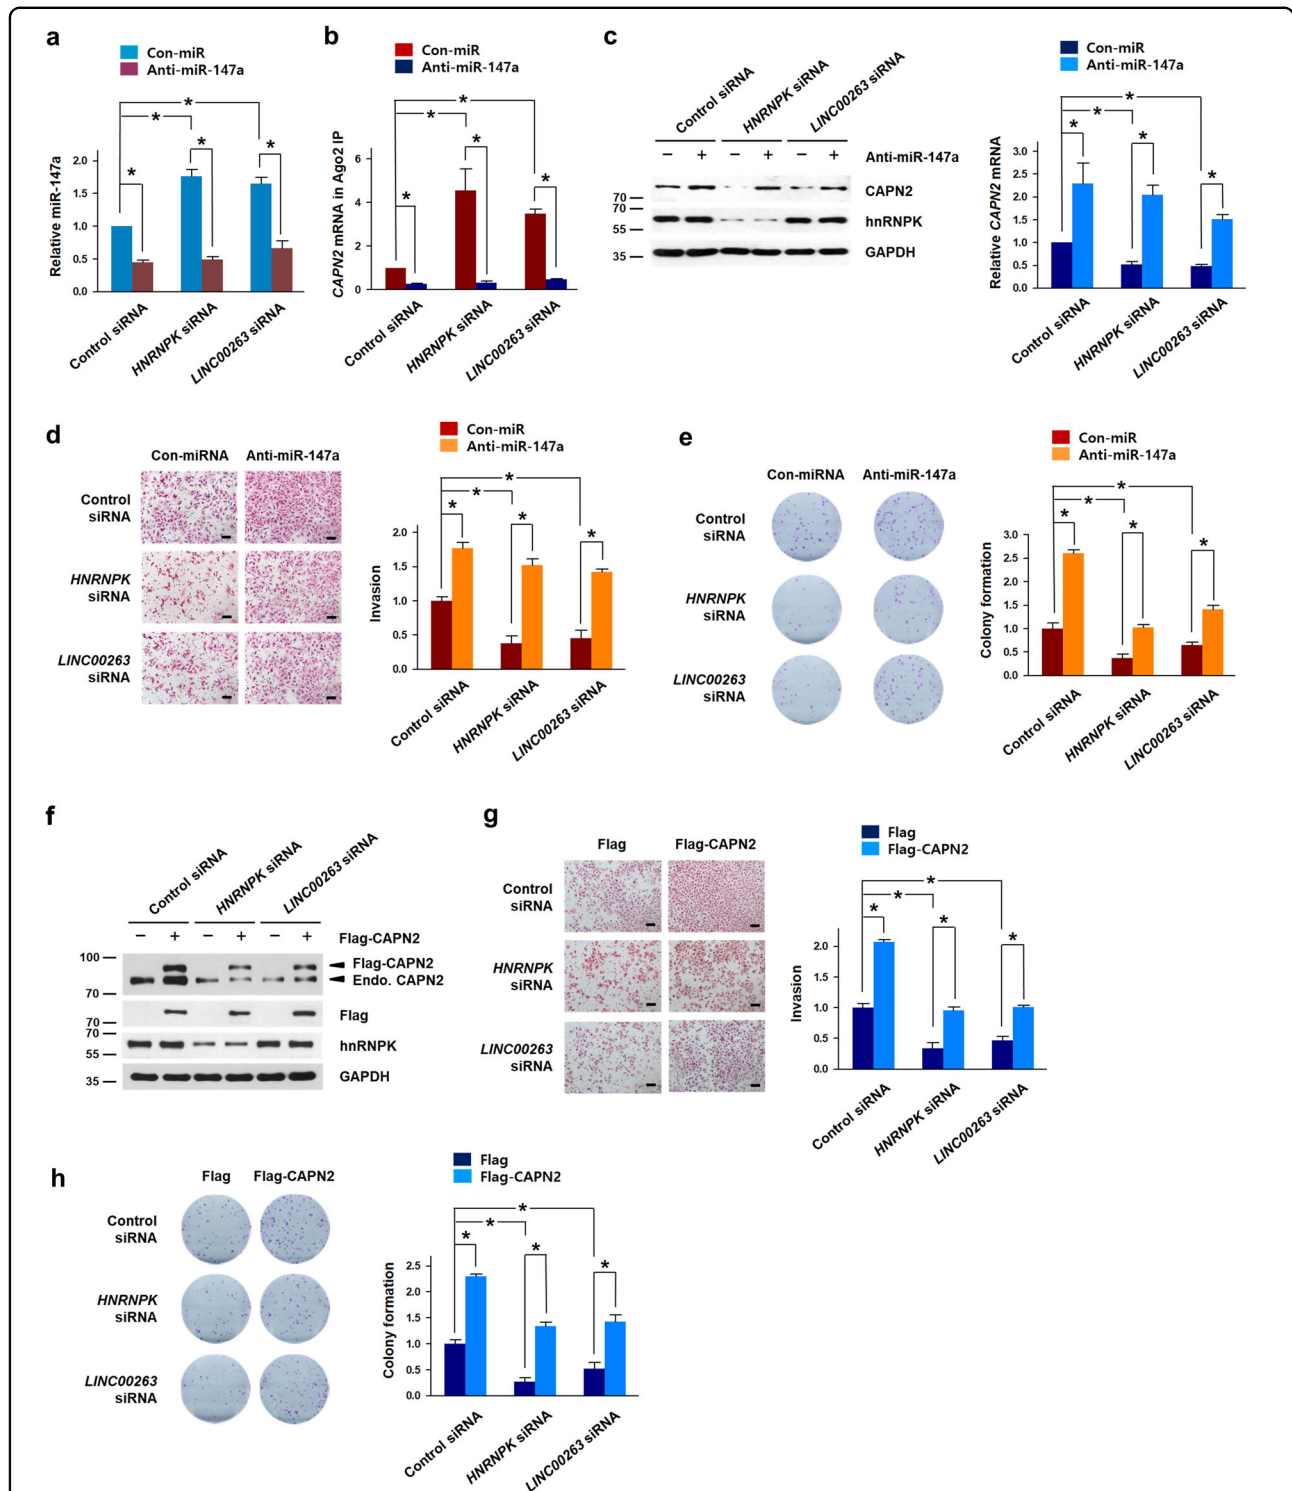 a
Con-miR
Anti-miR-147a
Relative miR-147a
2.0
1.5
1.0
0.5
0.0
*
*
*
*
*
Control siRNA
HNRNPK siRNA
LINC00263 siRNA
b
Con-miR
Anti-miR-147a
CAPN2 mRNA in Ago2 IP
6
4
2
0
*
*
*
*
*
Control siRNA
HNRNPK siRNA
LINC00263 siRNA
c
Control siRNA
HNRNPK siRNA
LINC00263 siRNA
− + − + − + Anti-miR-147a
70 CAPN2
70
55 hnRNPK
35 GAPDH
Con-miR
Anti-miR-147a
Relative CAPN2 mRNA
3.0
2.5
2.0
1.5
1.0
0.5
0.0
*
*
*
*
*
Control siRNA
HNRNPK siRNA
LINC00263 siRNA
d
Con-miRNA Anti-miR-147a
Control
siRNA
HNRNPK
siRNA
LINC00263
siRNA
Con-miR
Anti-miR-147a
Invasion
2.0
1.5
1.0
0.5
0.0
*
*
*
*
*
Control siRNA
HNRNPK siRNA
LINC00263 siRNA
e
Con-miRNA Anti-miR-147a
Control
siRNA
HNRNPK
siRNA
LINC00263
siRNA
Con-miR
Anti-miR-147a
Colony formation
3.0
2.5
2.0
1.5
1.0
0.5
0.0
*
*
*
*
*
Control siRNA
HNRNPK siRNA
LINC00263 siRNA
f
Control siRNA
HNRNPK siRNA
LINC00263 siRNA
− + − + − + Flag-CAPN2
100 Flag-CAPN2
Endo. CAPN2
70
Flag
70
70
hnRNPK
55
35 GAPDH
g
Flag Flag-CAPN2
Control
siRNA
HNRNPK
siRNA
LINC00263
siRNA
Flag
Flag-CAPN2
Invasion
2.0
1.5
1.0
0.5
0.0
*
*
*
*
*
Control siRNA
HNRNPK siRNA
LINC00263 siRNA
h
Flag Flag-CAPN2
Control
siRNA
HNRNPK
siRNA
LINC00263
siRNA
Flag
Flag-CAPN2
Colony formation
2.5
2.0
1.5
1.0
0.5
0.0
*
*
*
*
*
Control siRNA
HNRNPK siRNA
LINC00263 siRNA